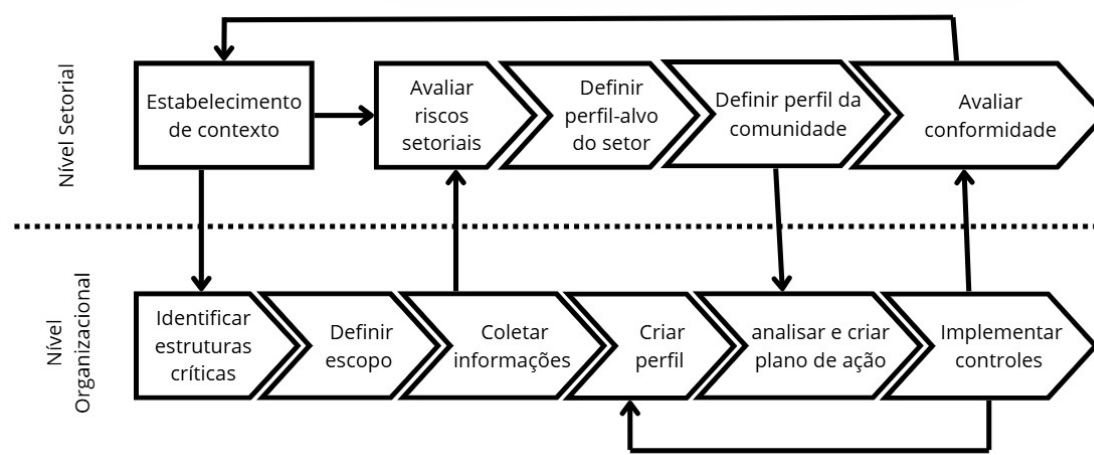 Nível Setorial
Estabelecimento
de contexto
Avaliar
riscos
setoriais
Definir
perfil-alvo
do setor
Definir perfil da
comunidade
Avaliar
conformidade
Nível
Organizacional
Identificar
estruturas
críticas
Definir
escopo
Coletar
informações
Criar
perfil
analisar e criar
plano de ação
Implementar
controles